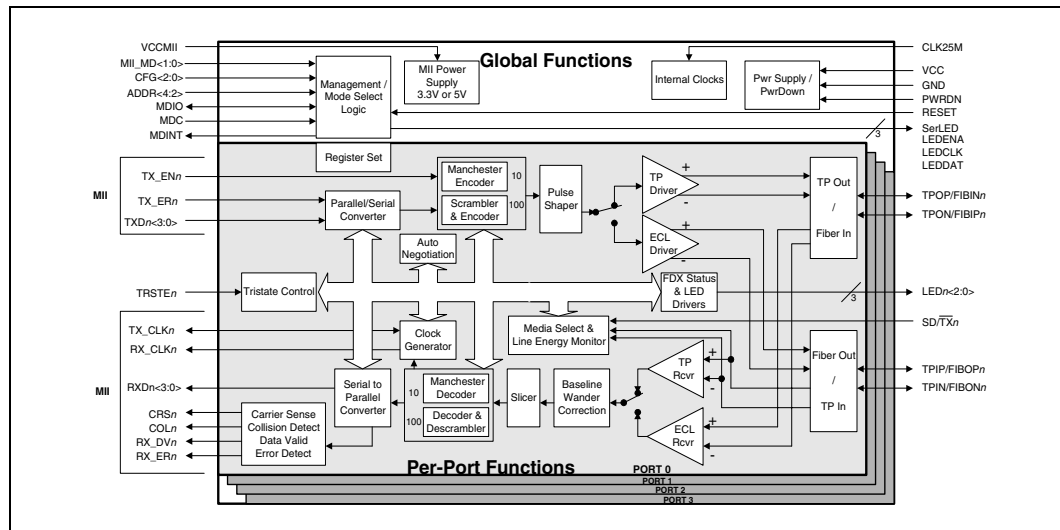 VCCMII
MII_MD<1:0>
CFG<2:0>
ADDR<4:2>
MDIO
MDC
MDINT
Management /
Mode Select
Logic
Register Set
MII Power
Supply
3.3V or 5V
Global Functions
Internal Clocks
Pwr Supply /
PwrDown
CLK25M
VCC
GND
PWRDN
RESET
3
SerLED
LEDENA
LEDCLK
LEDDAT
MII
TX_ENn
TX_ERn
TXDn<3:0>
Parallel/Serial
Converter
Manchester
Encoder
10
Scrambler
& Encoder
100
Pulse
Shaper
TP
Driver
+
-
ECL
Driver
+
-
TP Out
/
Fiber In
TPOP/FIBINn
TPON/FIBIPn
Auto
Negotiation
TRSTEn
Tristate Control
FDX Status
& LED
Drivers
3
LEDn<2:0>
MII
TX_CLKn
RX_CLKn
RXDn<3:0>
CRSn
COLn
RX_DVn
RX_ERn
Clock
Generator
Media Select &
Line Energy Monitor
SD/TXn
Serial to
Parallel
Converter
10
Manchester
Decoder
100
Decoder &
Descrambler
Slicer
Baseline
Wander
Correction
TP
Rcvr
+
-
ECL
Rcvr
+
-
Fiber Out
/
TP In
TPIP/FIBOPn
TPIN/FIBONn
Carrier Sense
Collision Detect
Data Valid
Error Detect
Per-Port Functions
PORT 0
PORT 1
PORT 2
PORT 3